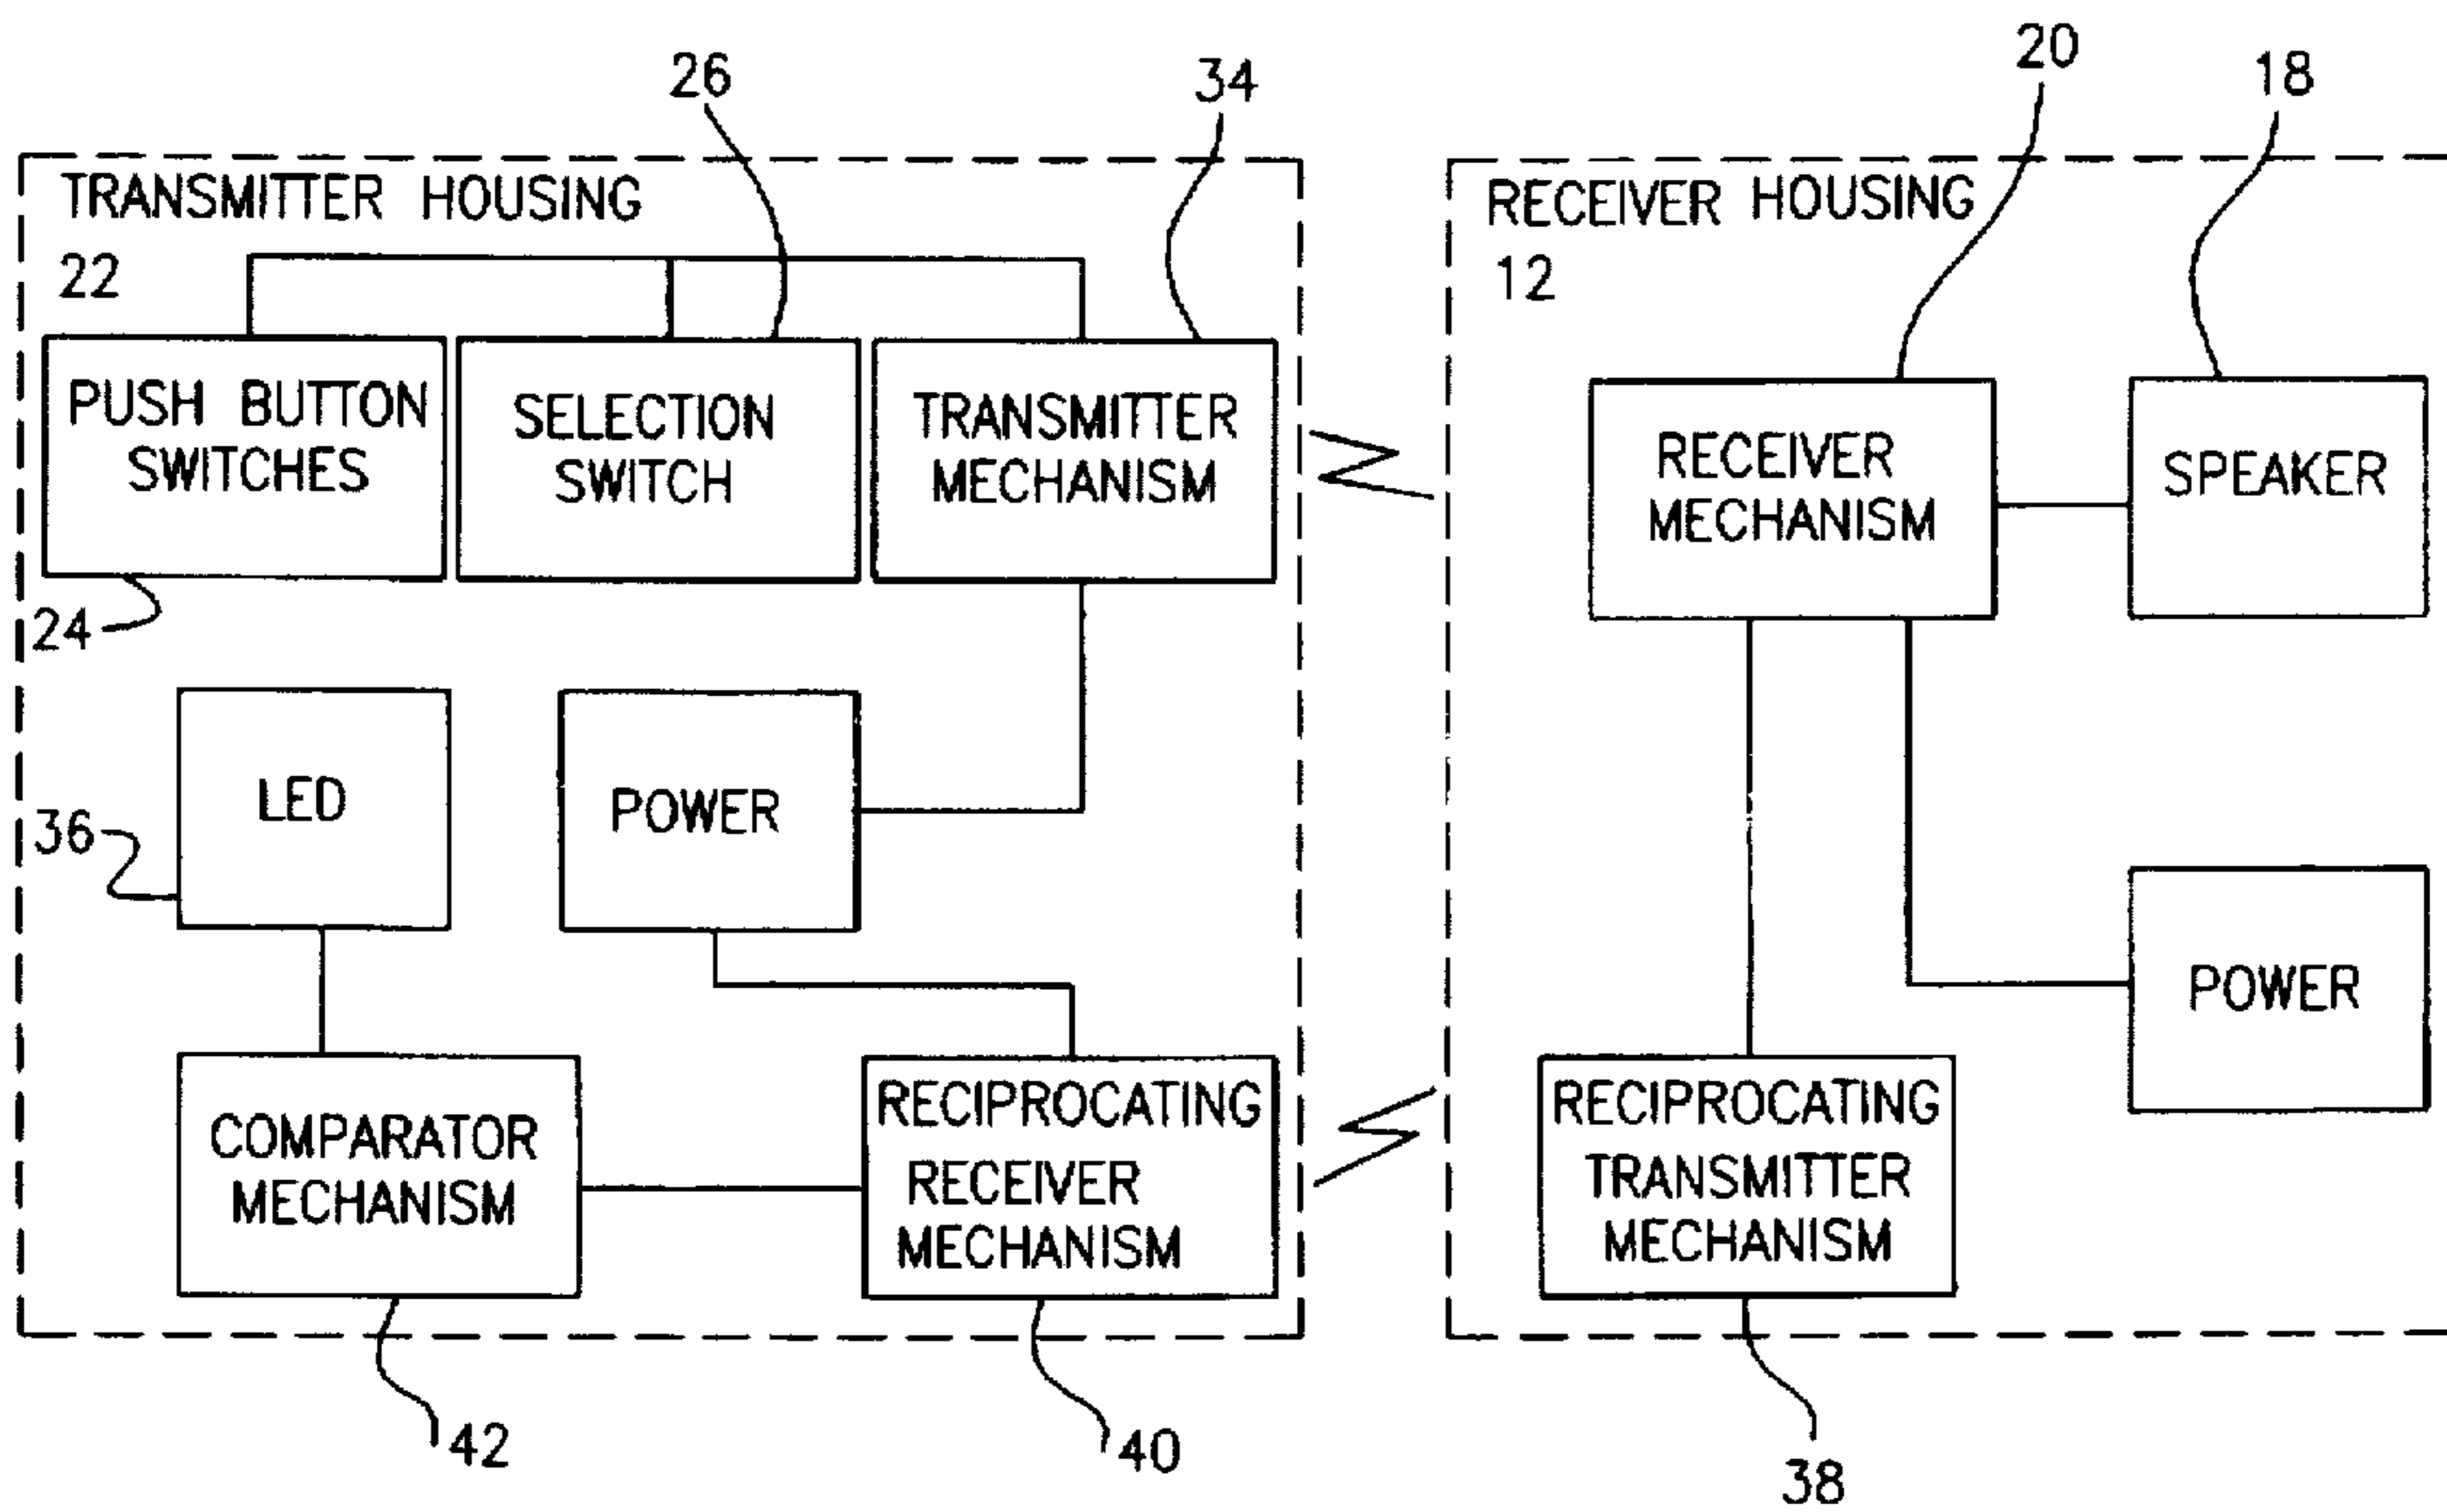 20
18
26
34
TRANSMITTER HOUSING
22
RECEIVER HOUSING
12
PUSH BUTTON
SWITCHES
SELECTION
SWITCH
TRANSMITTER
MECHANISM
RECEIVER
MECHANISM
SPEAKER
24
LED
36
POWER
POWER
COMPARATOR
MECHANISM
RECIPROCATING
RECEIVER
MECHANISM
RECIPROCATING
TRANSMITTER
MECHANISM
42
40
38